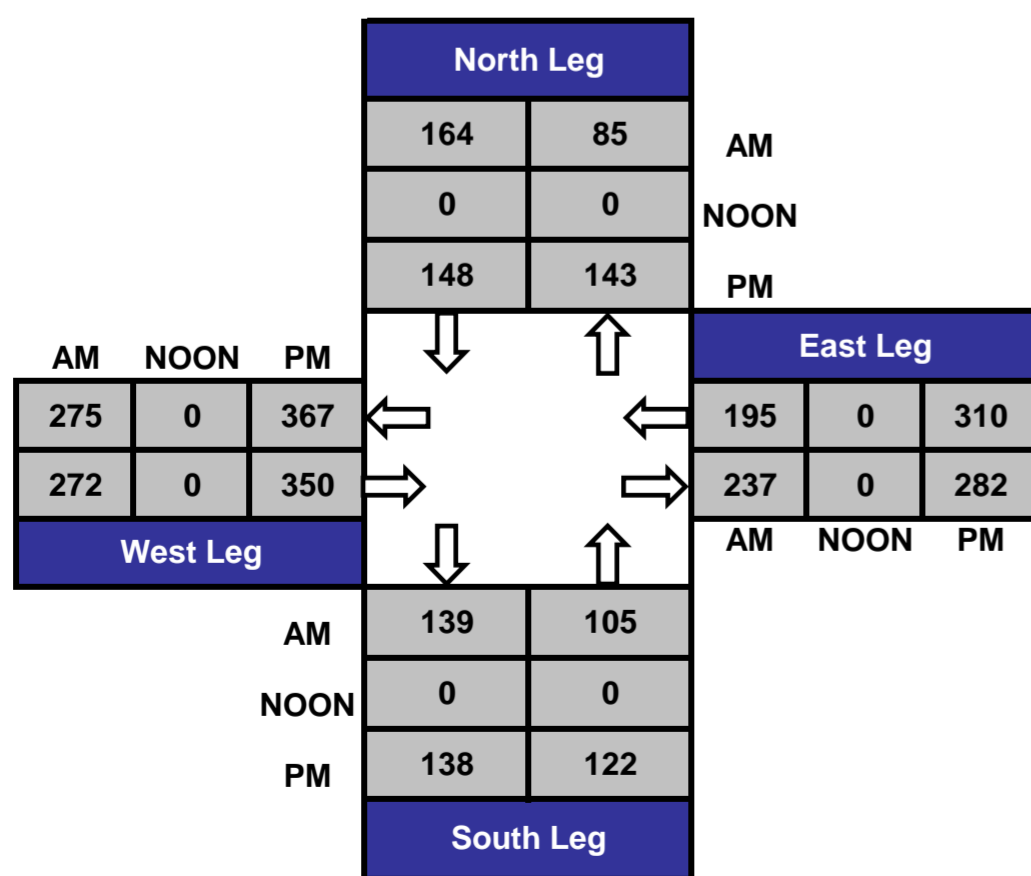 North Leg
164 85 AM
0 0 NOON
148 143 PM
AM NOON PM
275 0 367
272 0 350
West Leg
East Leg
195 0 310
237 0 282
AM NOON PM
AM 139 105
NOON 0 0
PM 138 122
South Leg